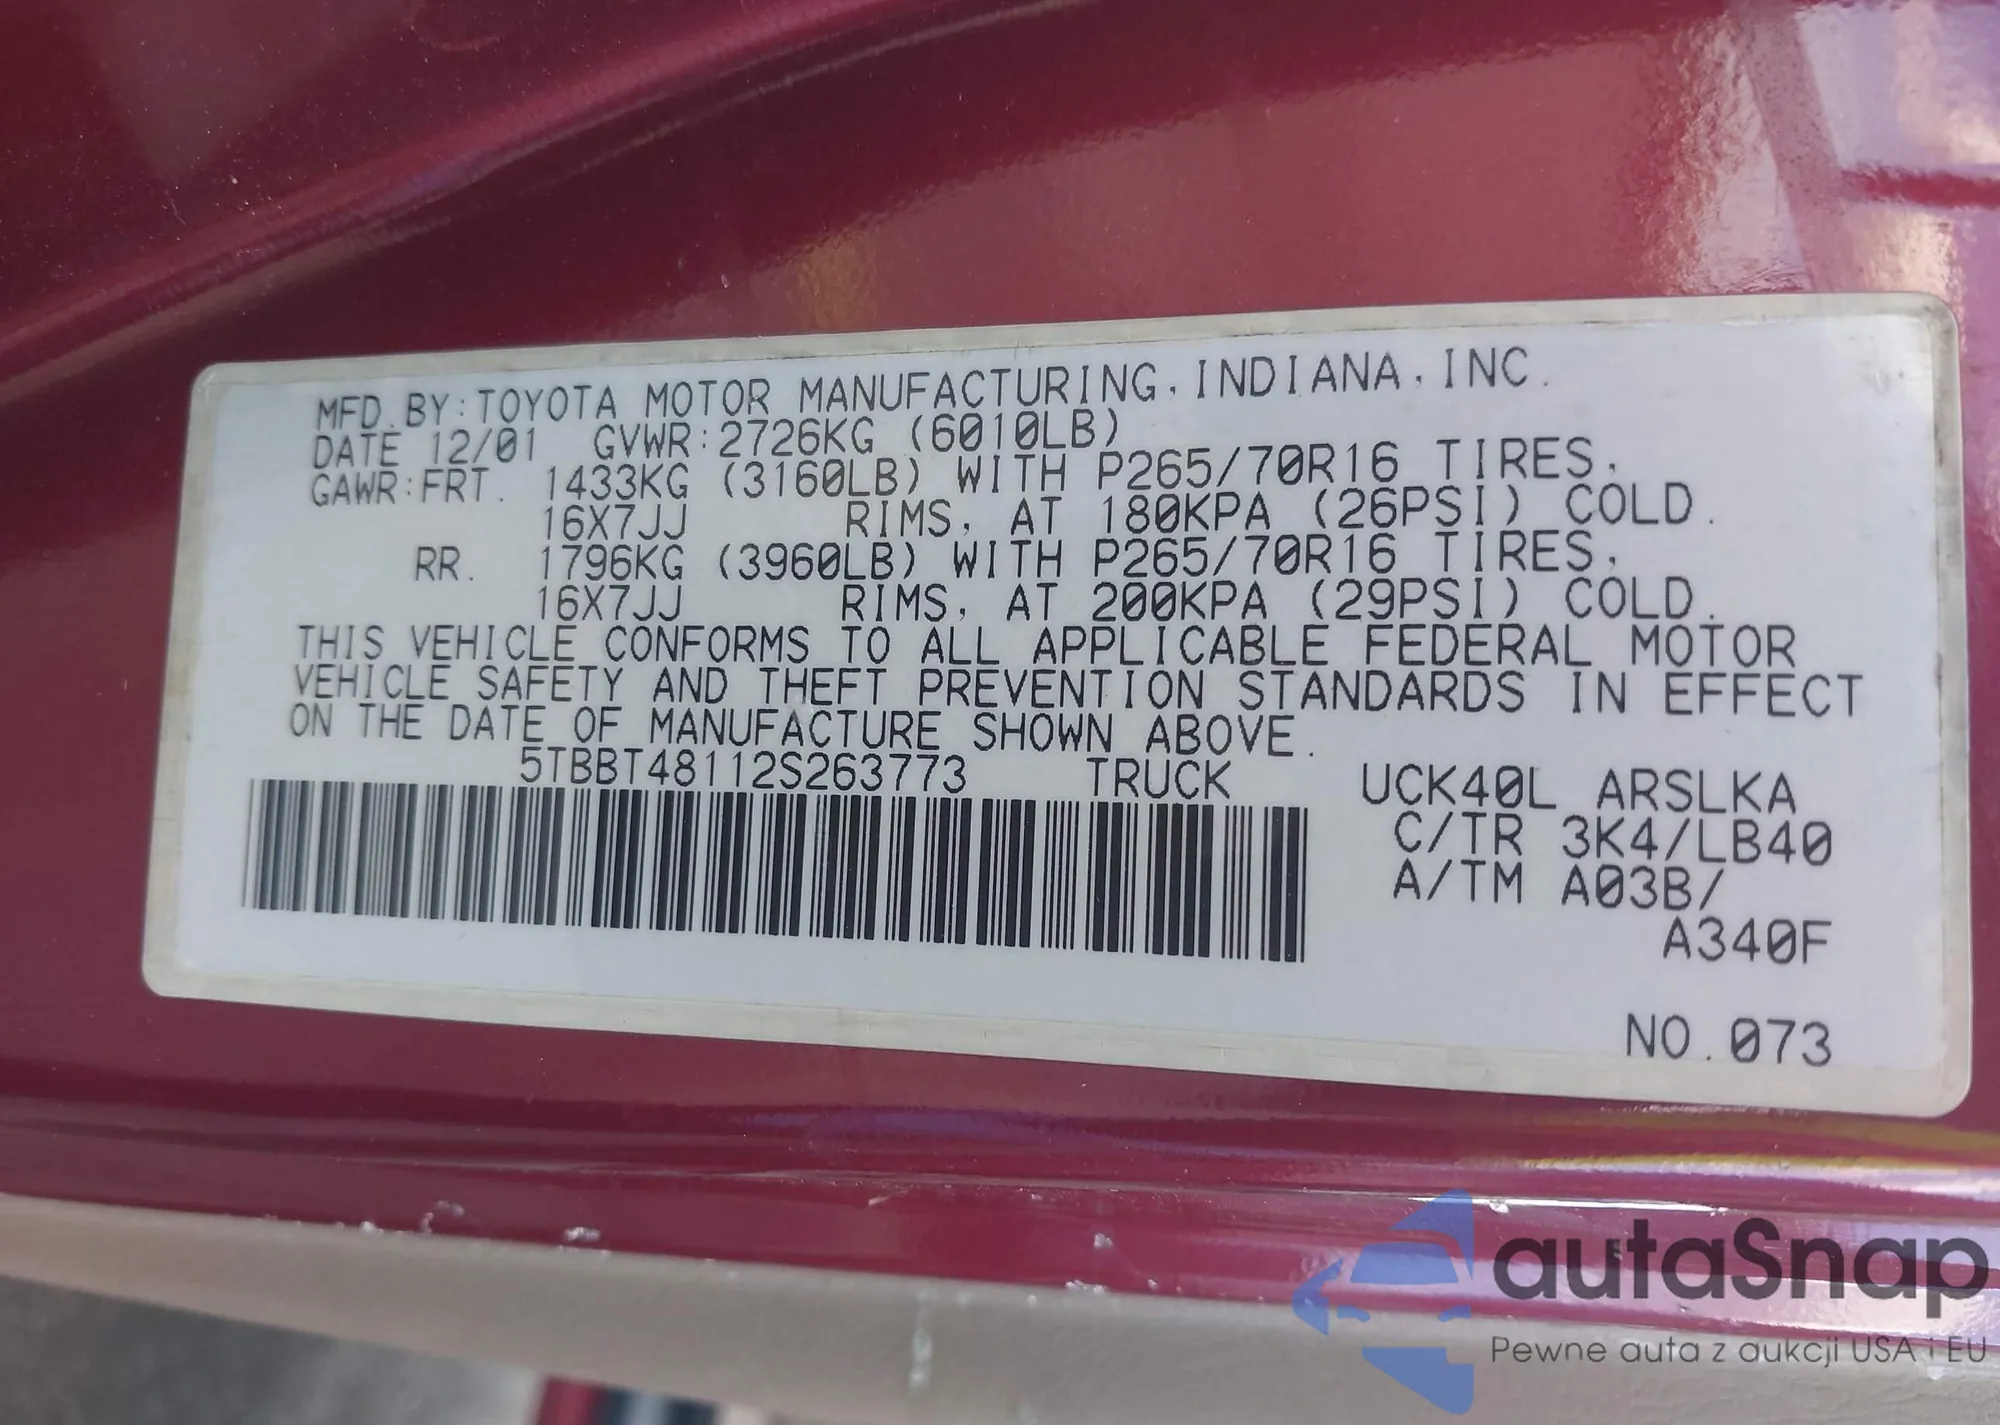 MFD. BY: TOYOTA MOTOR MANUFACTURING, INDIANA, INC.
DATE 12/01 GVWR: 2726KG (6010LB)
GAWR: FRT. 1433KG (3160LB) WITH P265/70R16 TIRES,
16X7JJ RIMS, AT 180KPA (26PSI) COLD.
RR. 1796KG (3960LB) WITH P265/70R16 TIRES,
16X7JJ RIMS, AT 200KPA (29PSI) COLD.
THIS VEHICLE CONFORMS TO ALL APPLICABLE FEDERAL MOTOR
VEHICLE SAFETY AND THEFT PREVENTION STANDARDS IN EFFECT
ON THE DATE OF MANUFACTURE SHOWN ABOVE.
5TBBT48112S263773 TRUCK UCK40L ARSLKA
C/TR 3K4/LB40
A/TM A03B/
A340F
NO. 073
autaSnap
Pewne auta z aukcji USA i EU